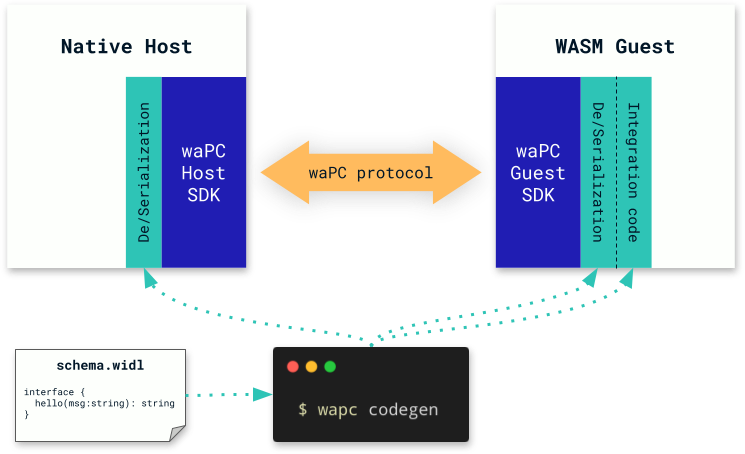 Native Host
WASM Guest
De/Serialization
waPC
Host
SDK
waPC protocol
waPC
Guest
SDK
De/Serialization
Integration code
schema.widl
interface {
  hello(msg:string): string
}
$ wapc codegen